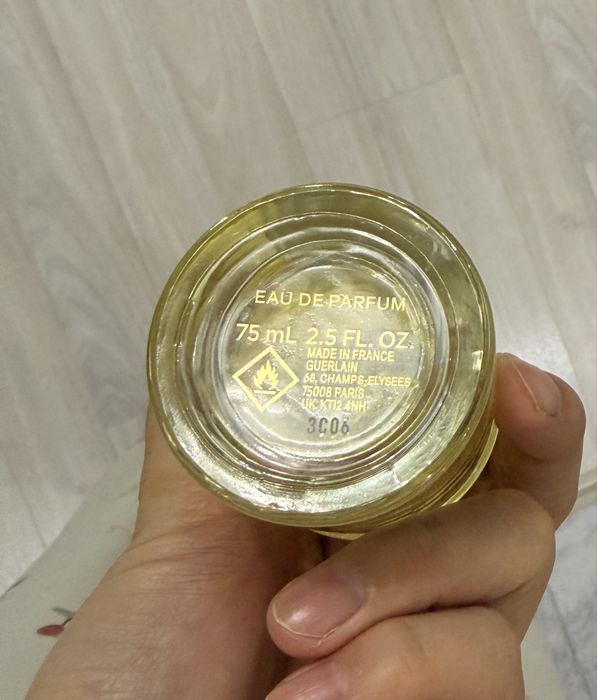 EAU DE PARFUM
75 mL 2.5 FL. OZ.
MADE IN FRANCE
GUERLAIN
68, CHAMPS-ELYSEES
75008 PARIS
UK: KT12 4NH
3C06